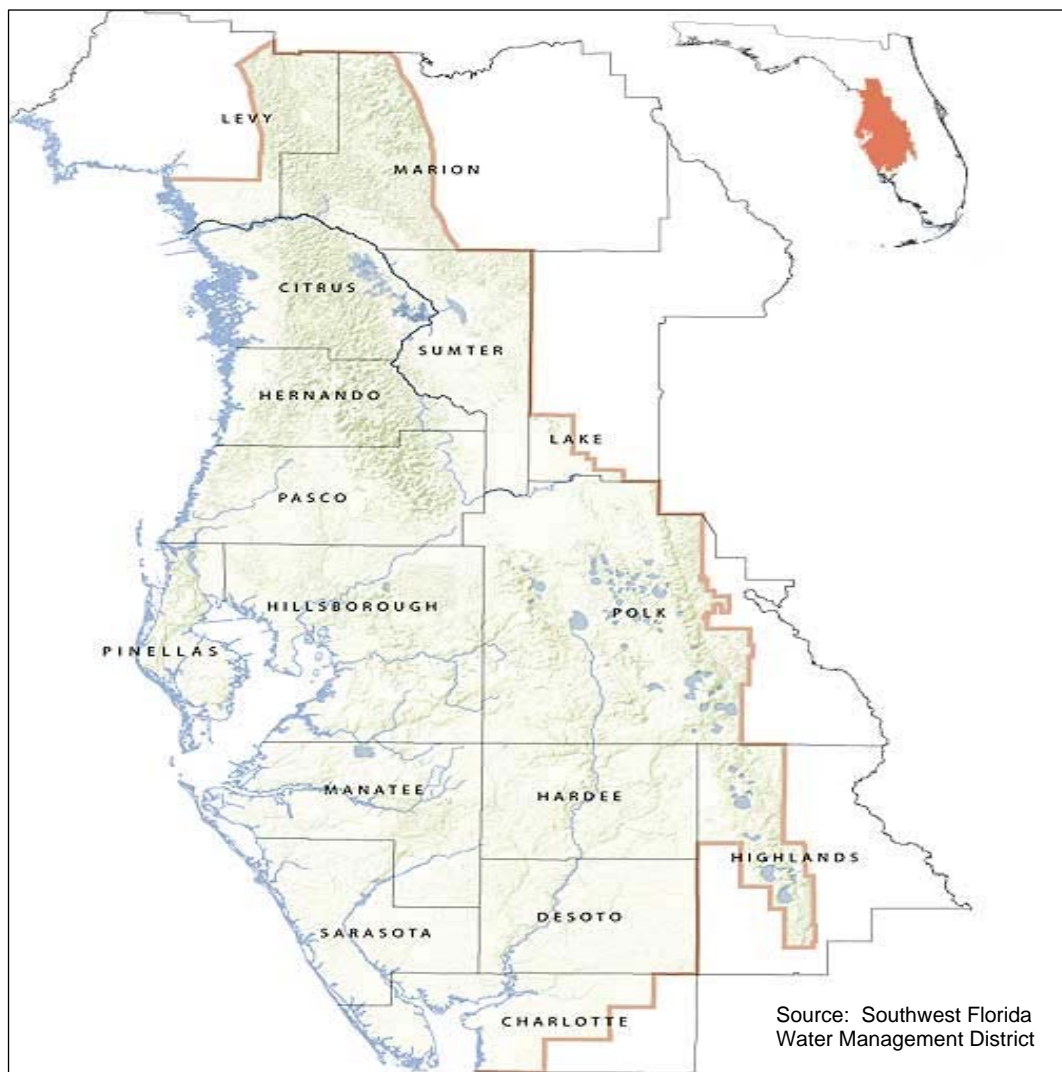 LEVY
MARION
CITRUS
SUMTER
HERNANDO
LAKE
PASCO
HILLSBOROUGH
POLK
PINELLAS
MANATEE
HARDEE
HIGHLANDS
DESOTO
SARASOTA
CHARLOTTE
Source: Southwest Florida
Water Management District